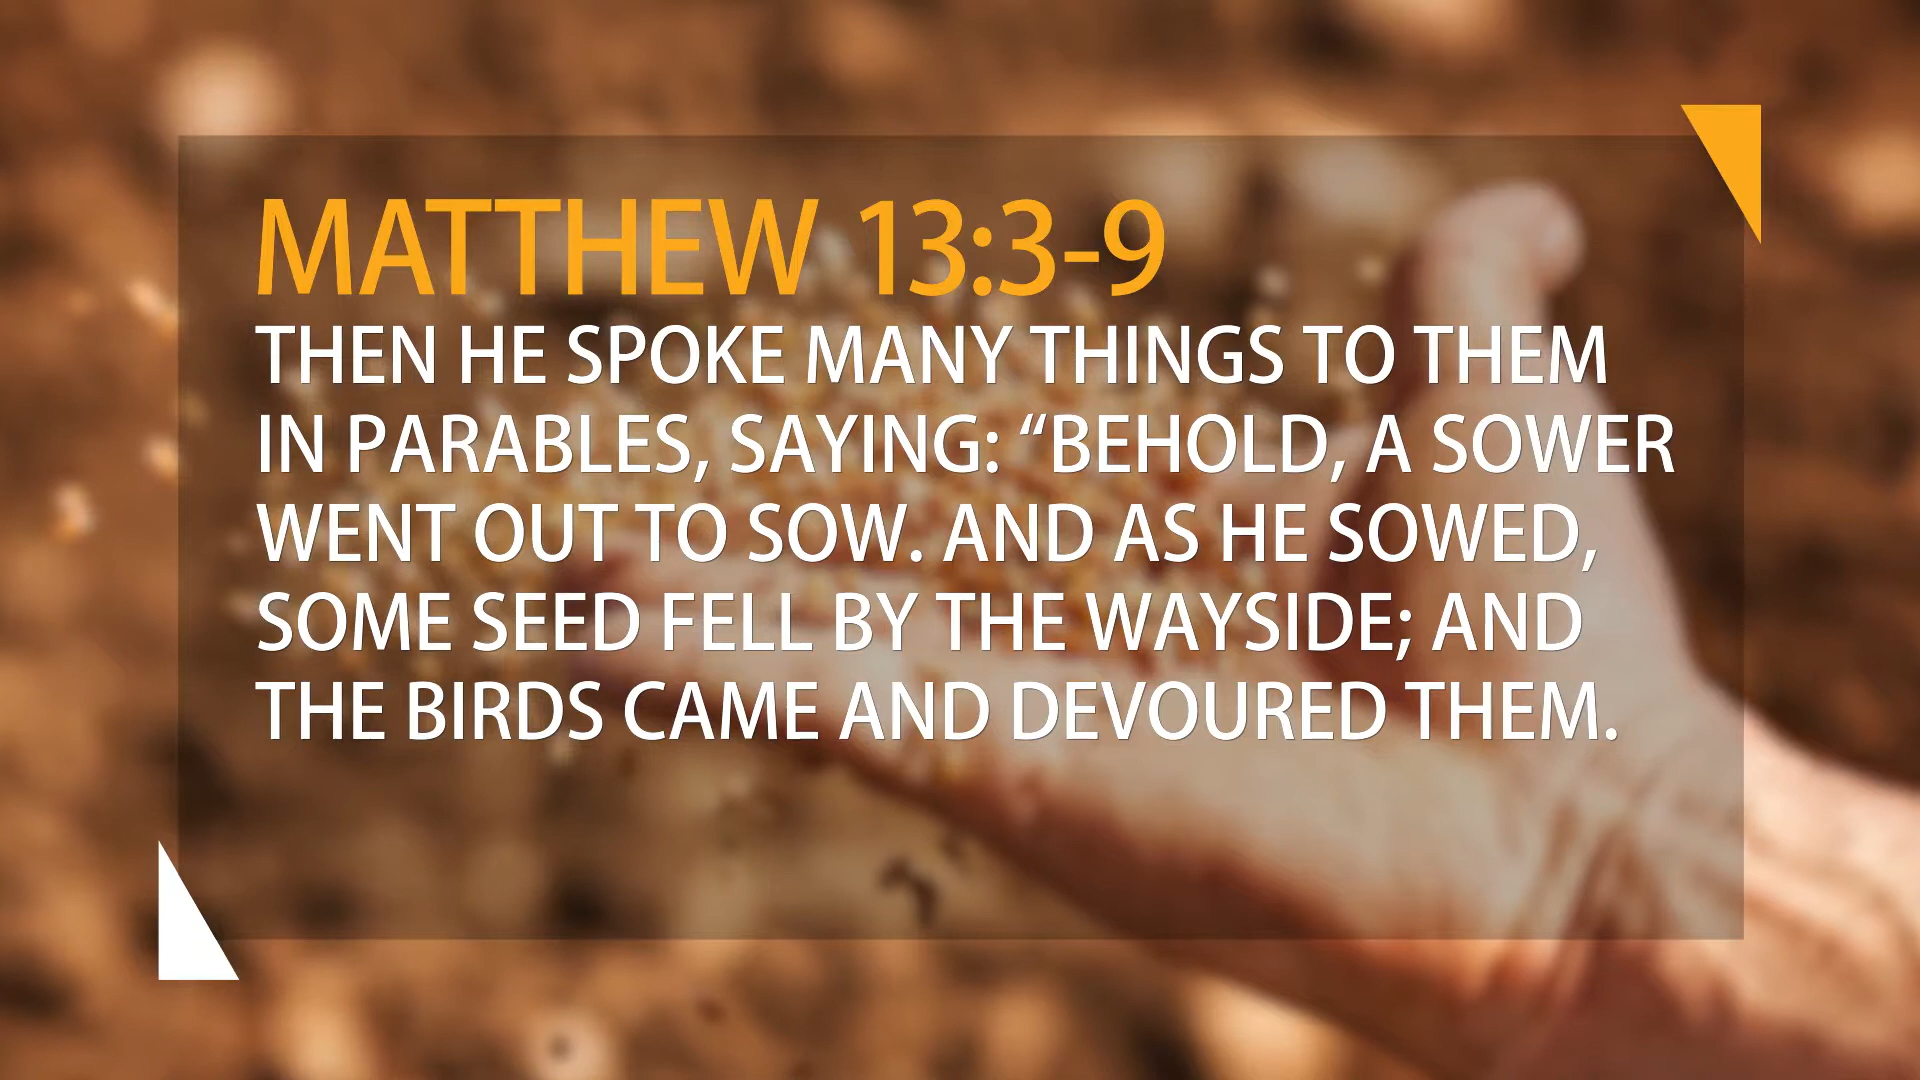 MATTHEW 13:3-9
THEN HE SPOKE MANY THINGS TO THEM
IN PARABLES, SAYING: “BEHOLD, A SOWER
WENT OUT TO SOW. AND AS HE SOWED,
SOME SEED FELL BY THE WAYSIDE; AND
THE BIRDS CAME AND DEVOURED THEM.